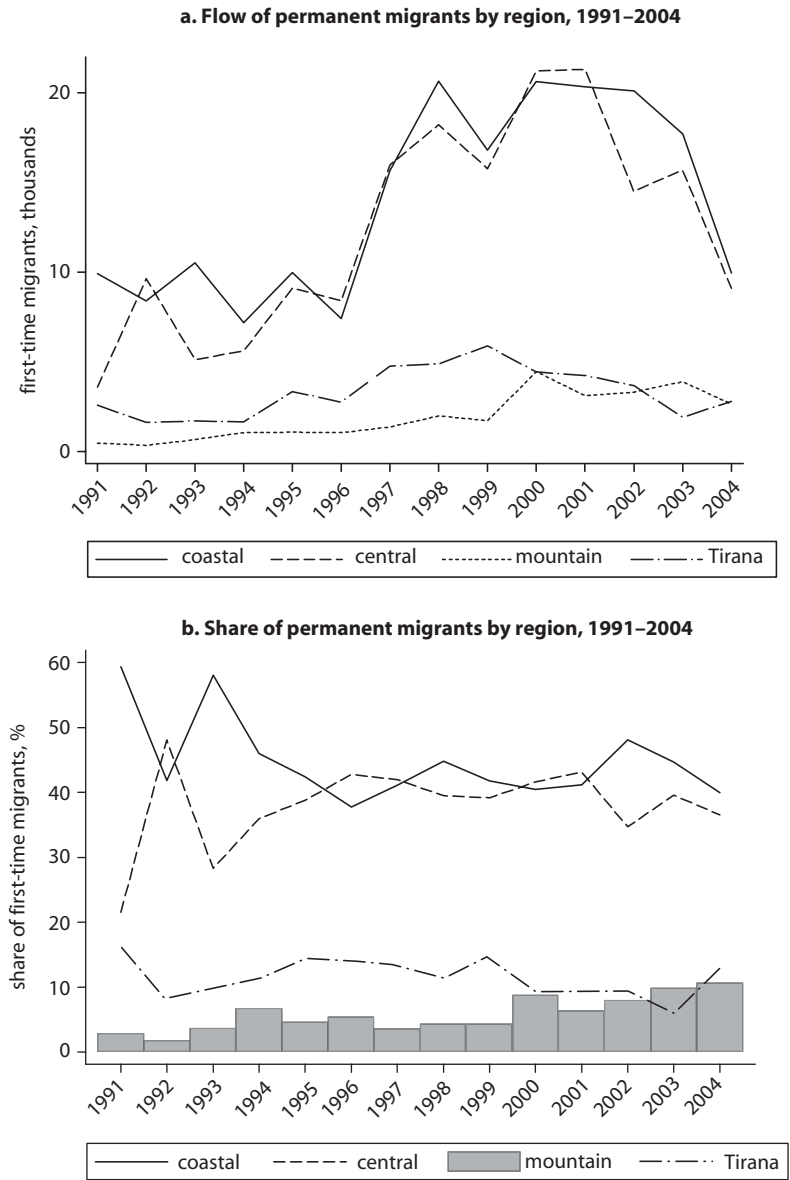 a. Flow of permanent migrants by region, 1991–2004
first-time migrants, thousands
20
10
0
1991 1992 1993 1994 1995 1996 1997 1998 1999 2000 2001 2002 2003 2004
coastal central mountain Tirana
b. Share of permanent migrants by region, 1991–2004
share of first-time migrants, %
60
50
40
30
20
10
0
1991 1992 1993 1994 1995 1996 1997 1998 1999 2000 2001 2002 2003 2004
coastal central mountain Tirana